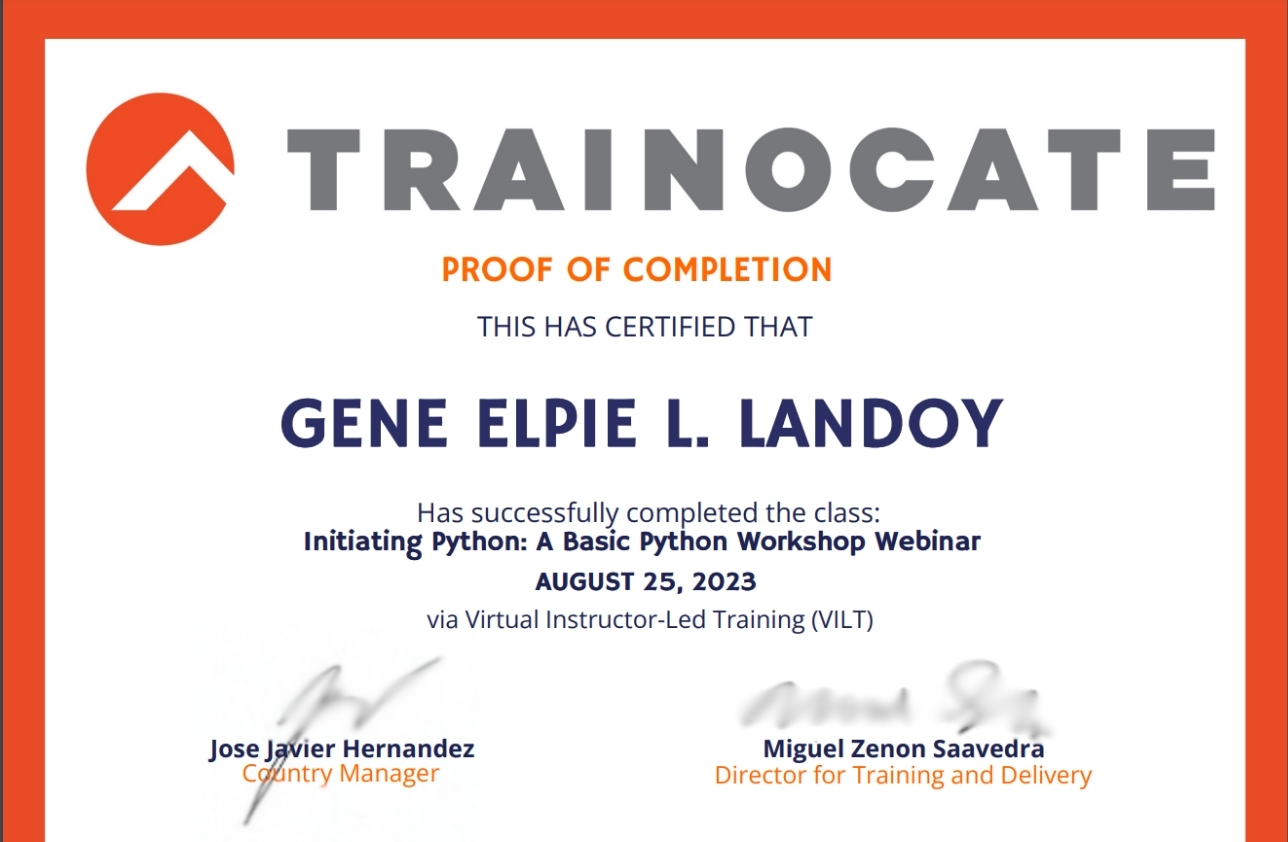 TRAINOCATE
PROOF OF COMPLETION
THIS HAS CERTIFIED THAT
GENE ELPIE L. LANDOY
Has successfully completed the class:
Initiating Python: A Basic Python Workshop Webinar
AUGUST 25, 2023
via Virtual Instructor-Led Training (VILT)
Jose Javier Hernandez
Country Manager
Miguel Zenon Saavedra
Director for Training and Delivery